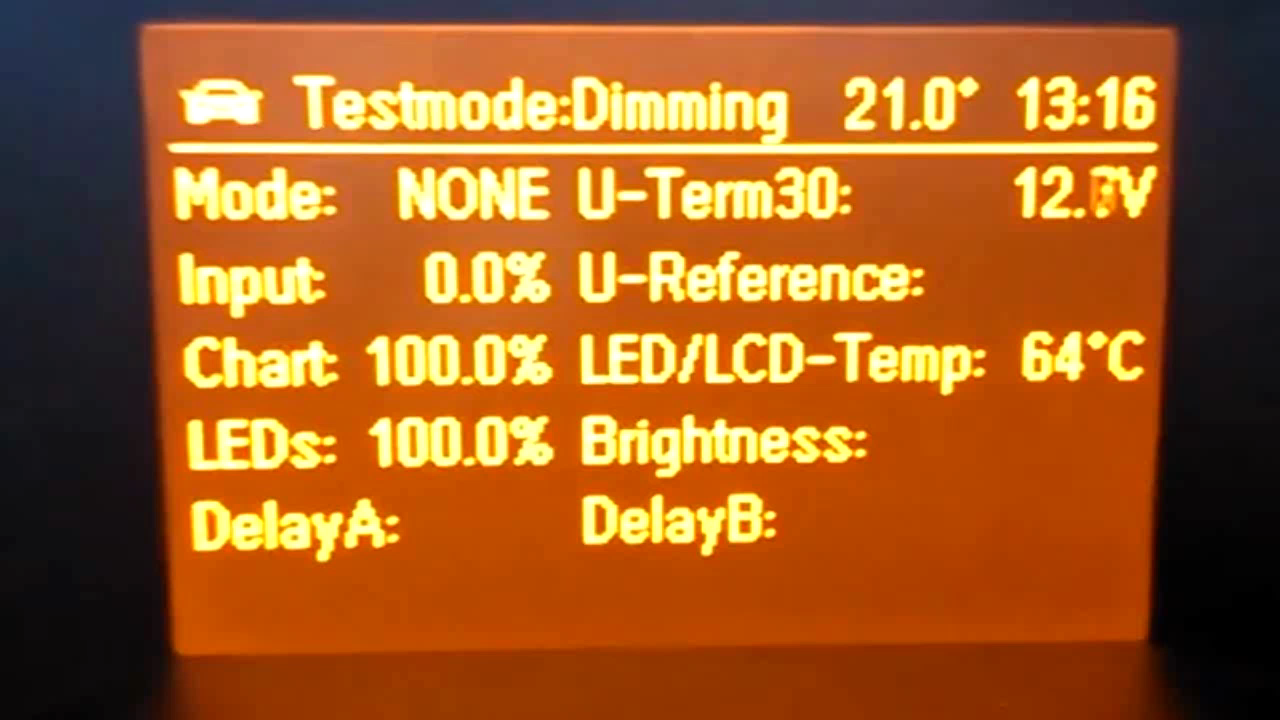 Testmode:Dimming 21.0° 13:16
Mode: NONE U-Term30:
Input: 0.0% U-Reference:
Chart: 100.0% LED/LCD-Temp: 64°C
LEDs: 100.0% Brightness:
DelayA: DelayB: